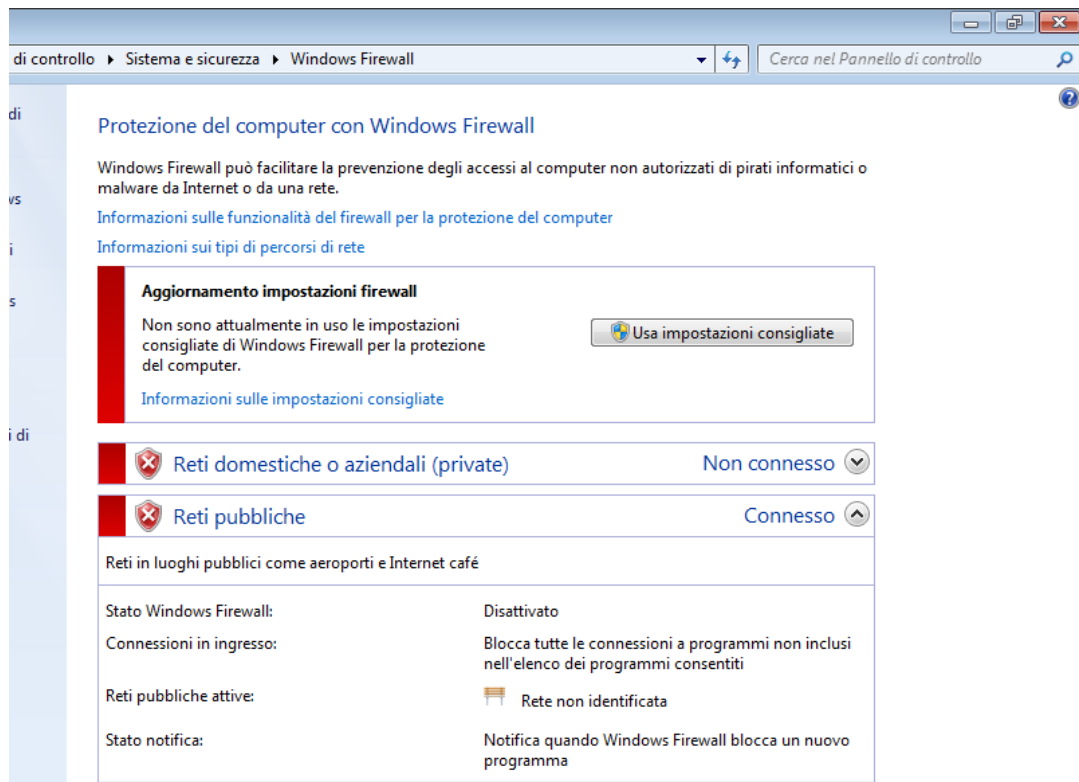 di controllo ▸ Sistema e sicurezza ▸ Windows Firewall
Cerca nel Pannello di controllo
di
Protezione del computer con Windows Firewall
Windows Firewall può facilitare la prevenzione degli accessi al computer non autorizzati di pirati informatici o
malware da Internet o da una rete.
vs
Informazioni sulle funzionalità del firewall per la protezione del computer
i
Informazioni sui tipi di percorsi di rete
s
Aggiornamento impostazioni firewall
Non sono attualmente in uso le impostazioni
consigliate di Windows Firewall per la protezione
del computer.
Usa impostazioni consigliate
Informazioni sulle impostazioni consigliate
i di
Reti domestiche o aziendali (private)
Non connesso
Reti pubbliche
Connesso
Reti in luoghi pubblici come aeroporti e Internet café
Stato Windows Firewall:
Disattivato
Connessioni in ingresso:
Blocca tutte le connessioni a programmi non inclusi
nell'elenco dei programmi consentiti
Reti pubbliche attive:
Rete non identificata
Stato notifica:
Notifica quando Windows Firewall blocca un nuovo
programma